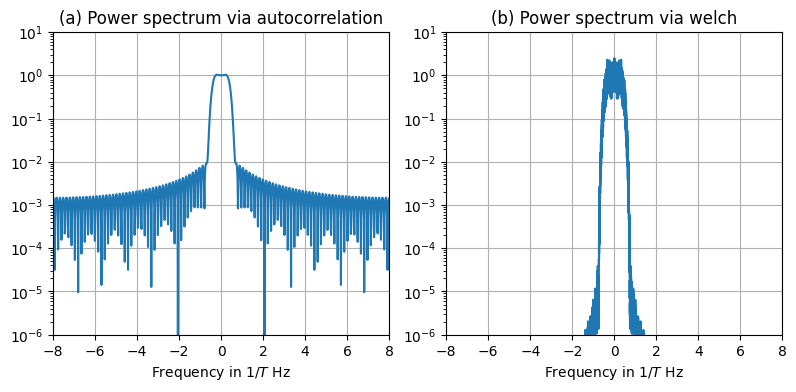 (a) Power spectrum via autocorrelation
10¹
10⁰
10⁻¹
10⁻²
10⁻³
10⁻⁴
10⁻⁵
10⁻⁶
−8 −6 −4 −2 0 2 4 6 8
Frequency in 1/T Hz
(b) Power spectrum via welch
10¹
10⁰
10⁻¹
10⁻²
10⁻³
10⁻⁴
10⁻⁵
10⁻⁶
−8 −6 −4 −2 0 2 4 6 8
Frequency in 1/T Hz